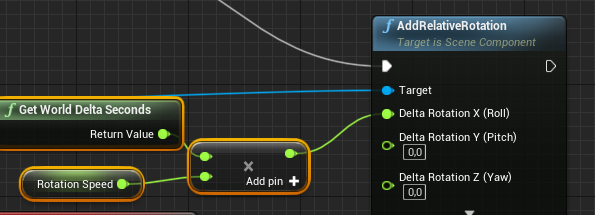 f AddRelativeRotation
Target is Scene Component
Target
f Get World Delta Seconds
Return Value
Delta Rotation X (Roll)
Delta Rotation Y (Pitch)
0,0
Rotation Speed
Add pin +
Delta Rotation Z (Yaw)
0,0